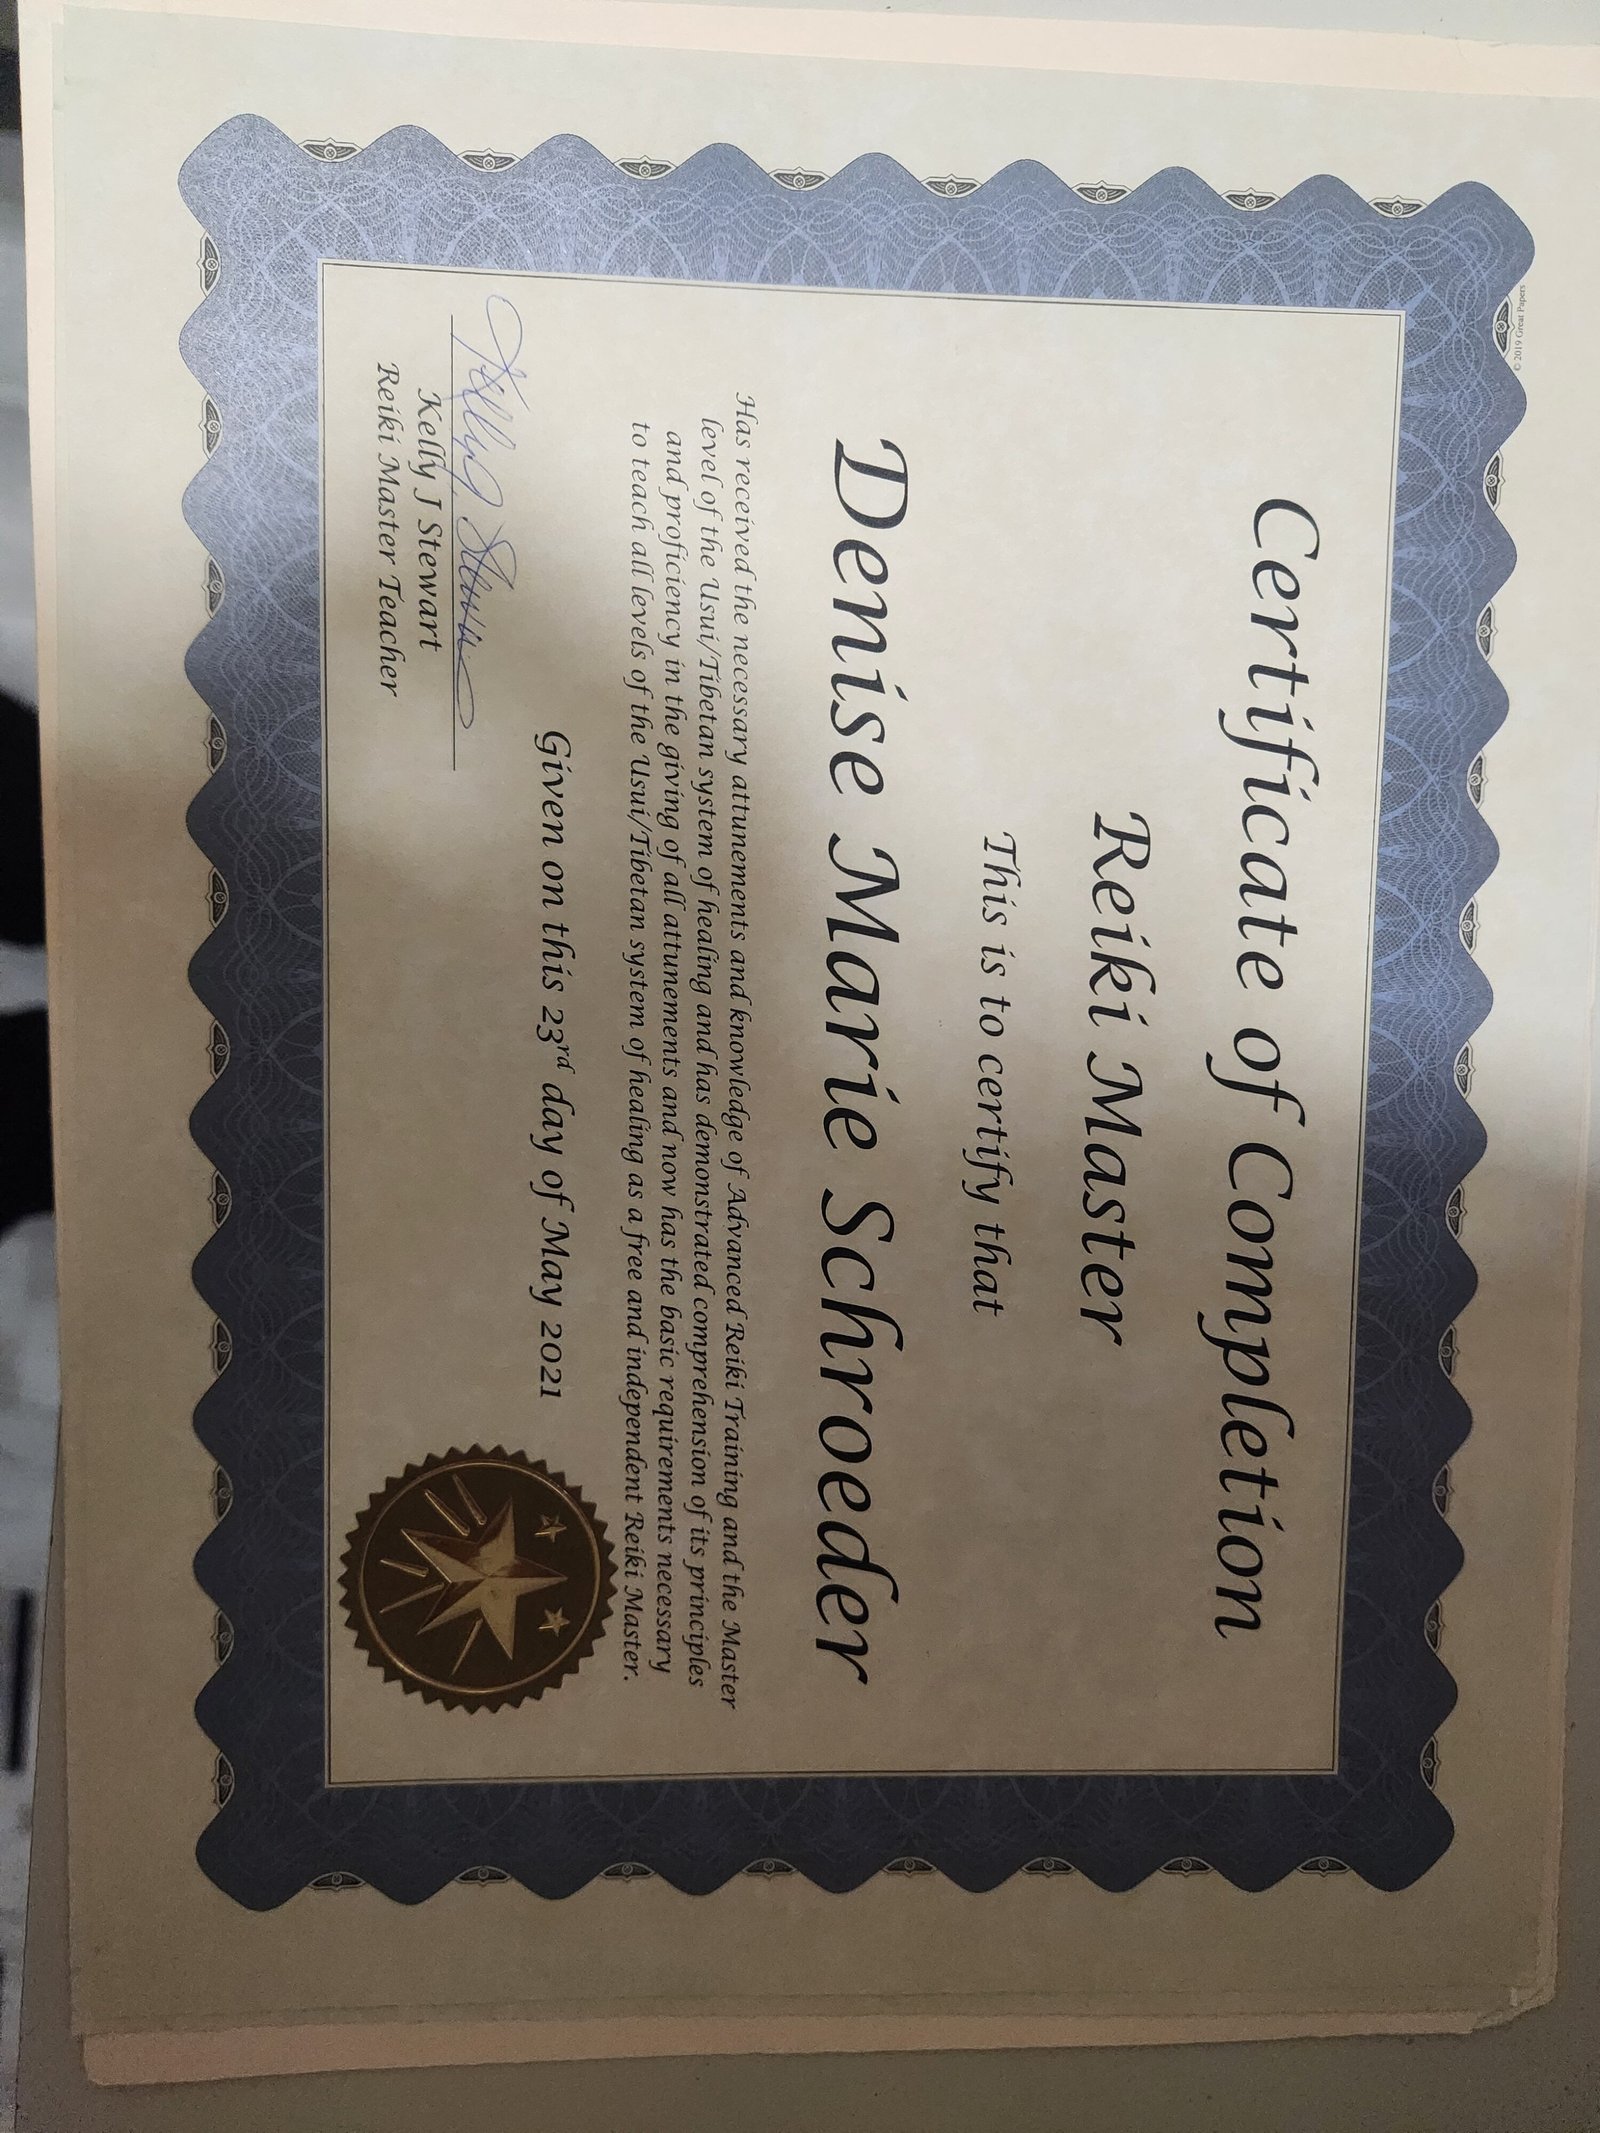 Certificate of Completion
Reiki Master
This is to certify that
Denise Marie Schroeder
Has received the necessary attunements and knowledge of Advanced Reiki Training and the Master
level of the Usui/Tibetan system of healing and has demonstrated comprehension of its principles
and proficiency in the giving of all attunements and now has the basic requirements necessary
to teach all levels of the Usui/Tibetan system of healing as a free and independent Reiki Master.
Given on this 23rd day of May 2021
Kelly J Stewart
Kelly J Stewart
Reiki Master Teacher
© 2019 Great Papers